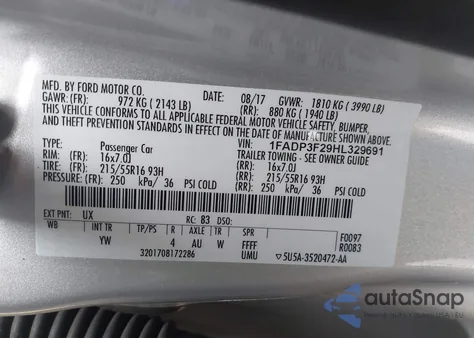 MFD. BY FORD MOTOR CO. DATE: 08/17 GVWR: 1810 KG ( 3990 LB)
GAWR: (FR): 972 KG ( 2143 LB) (RR): 880 KG ( 1940 LB)
THIS VEHICLE CONFORMS TO ALL APPLICABLE FEDERAL MOTOR VEHICLE SAFETY, BUMPER,
AND THEFT PREVENTION STANDARDS IN EFFECT ON THE DATE OF MANUFACTURE SHOWN ABOVE.
VIN: 1FADP3F29HL329691
TYPE: Passenger Car TRAILER TOWING - SEE OWNER GUIDE
RIM: (FR) 16x7.0J (RR): 16x7.0J
TIRE: (FR) 215/55R16 93H (RR): 215/55R16 93H
PRESSURE: (FR) 250 kPa/ 36 PSI COLD (RR): 250 kPa/ 36 PSI COLD
EXT PNT: UX RC: 83 DSO: F0097
WB INT TR TP/PS R AXLE TR SPR R0083
YW 4 AU W FFFF
3201708172286 UMU ▽5U5A-3520472-AA
autoSnap